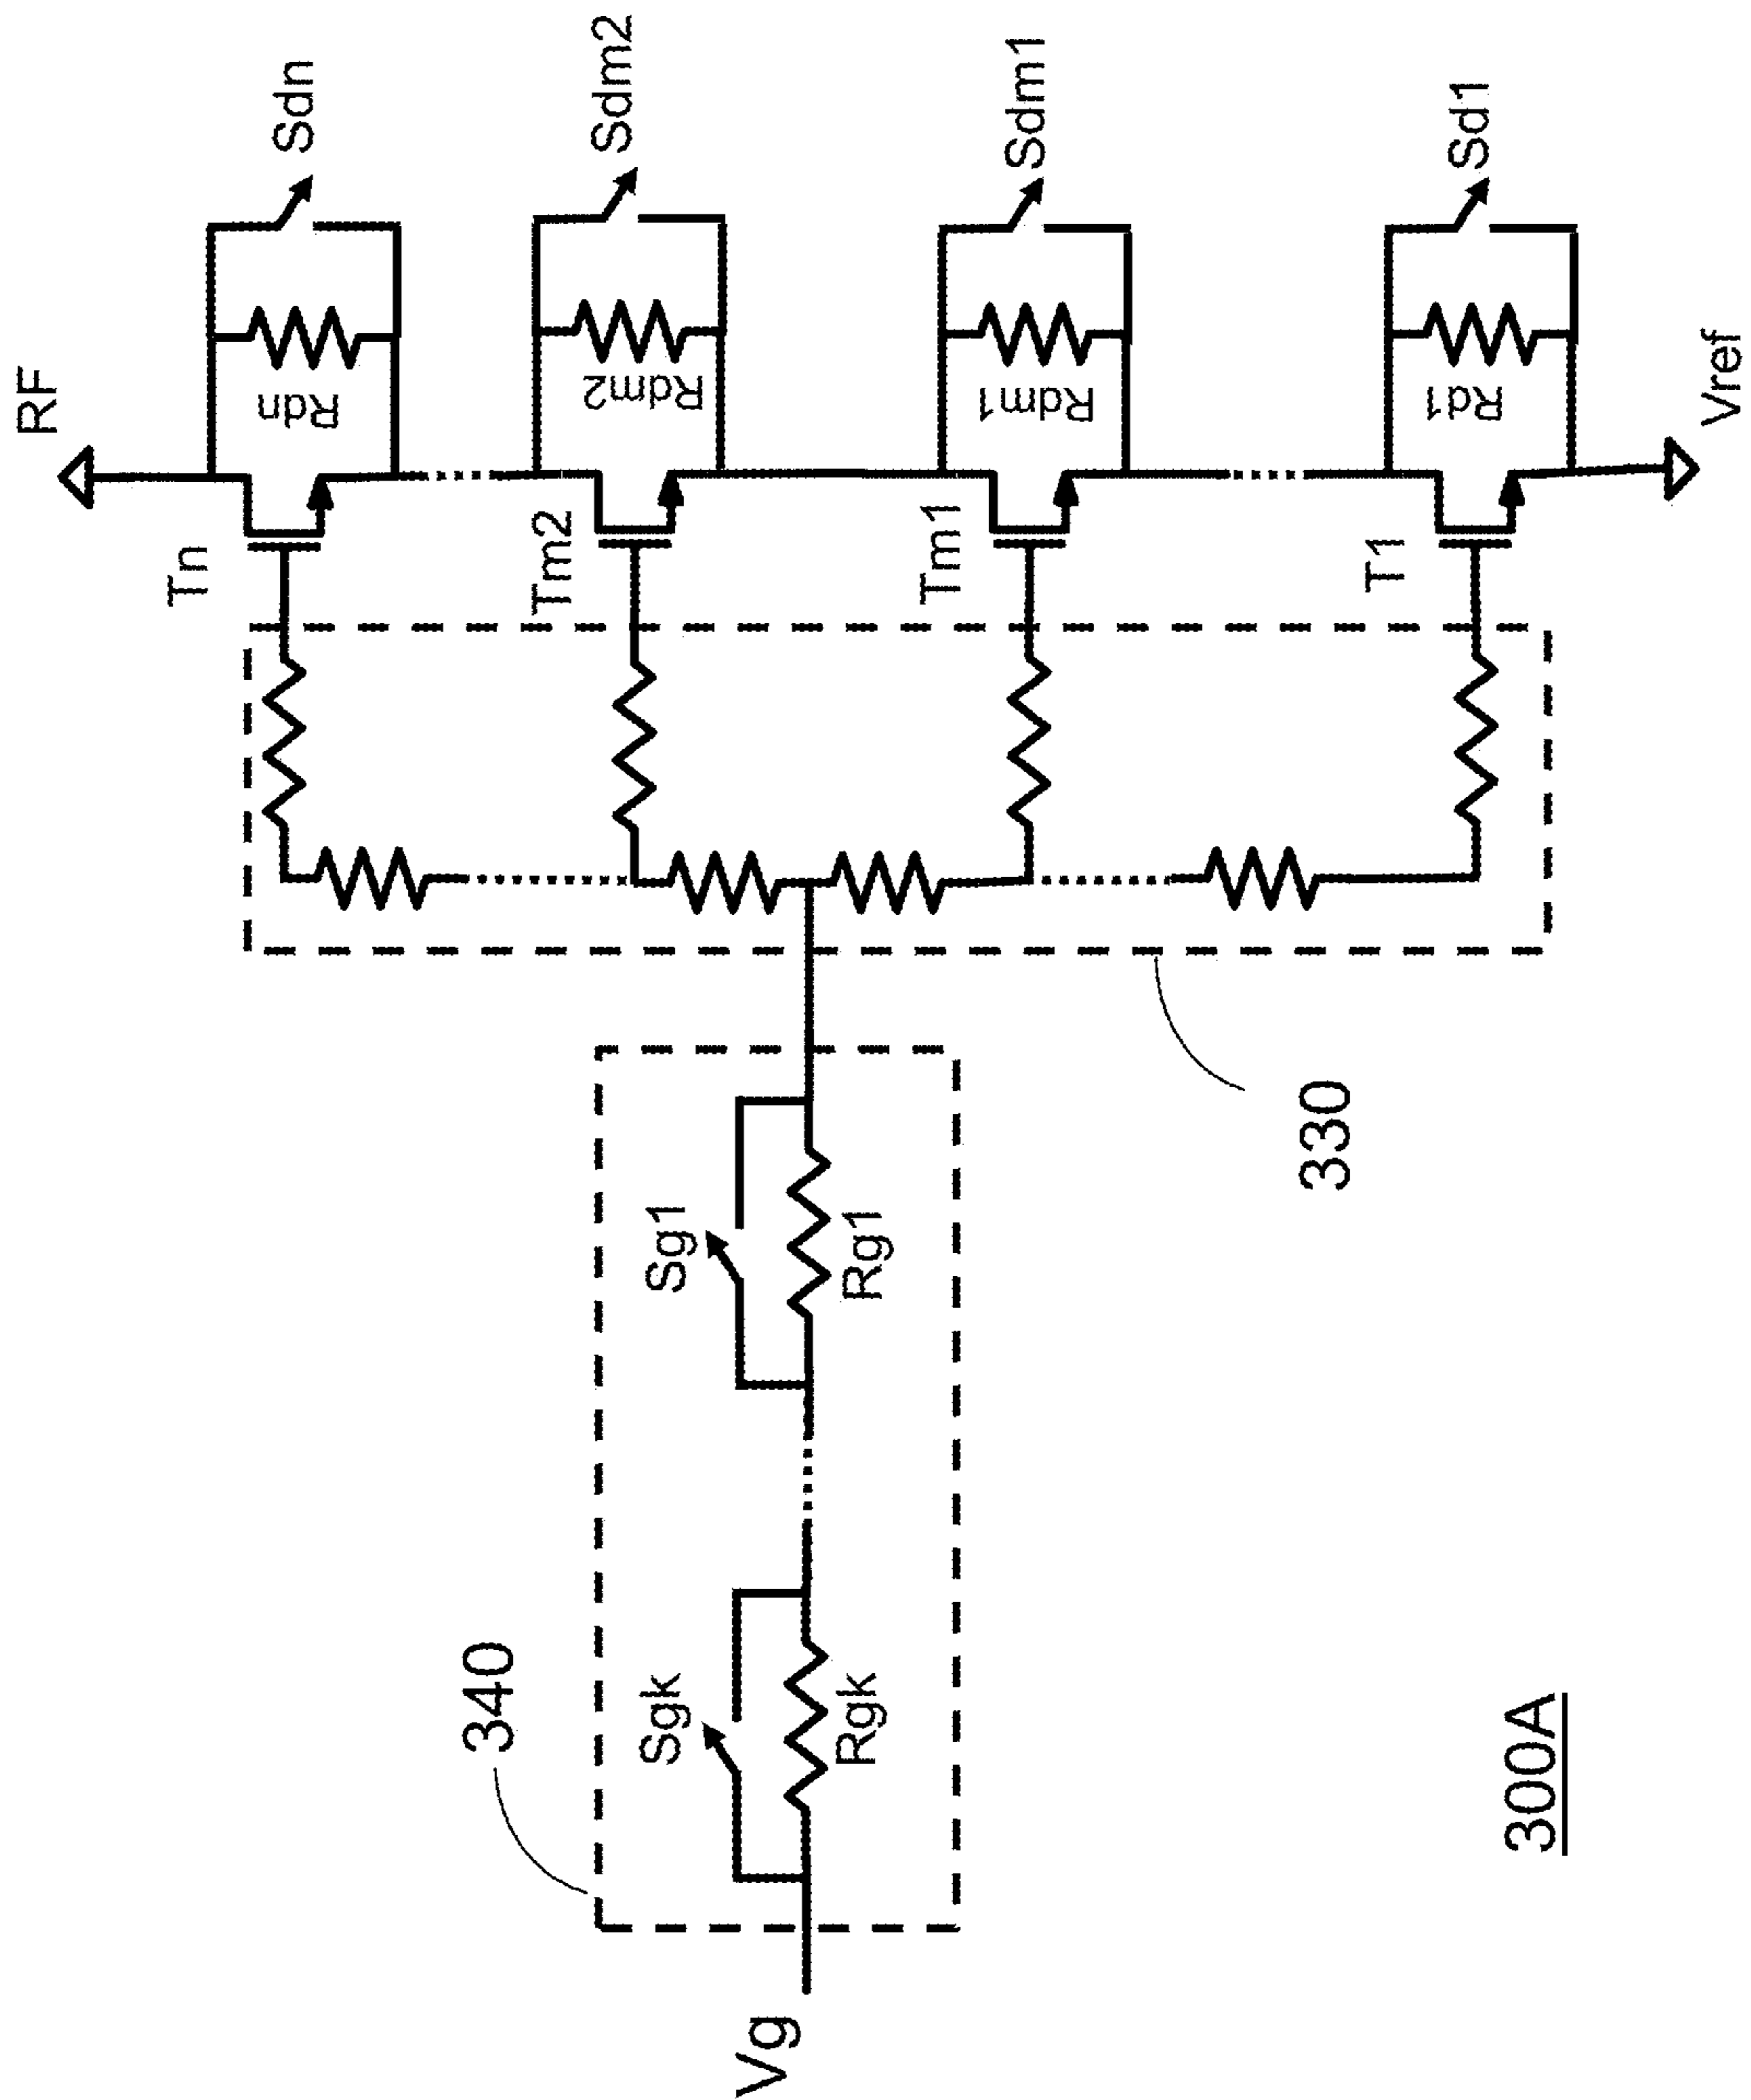 RF
Sdn
Rdn
Tn
Sdm2
Rdm2
Tm2
Sdm1
Rdm1
Tm1
Sd1
Rd1
T1
Vref
330
340
Sg1
Rg1
Sgk
Rgk
Vg
300A